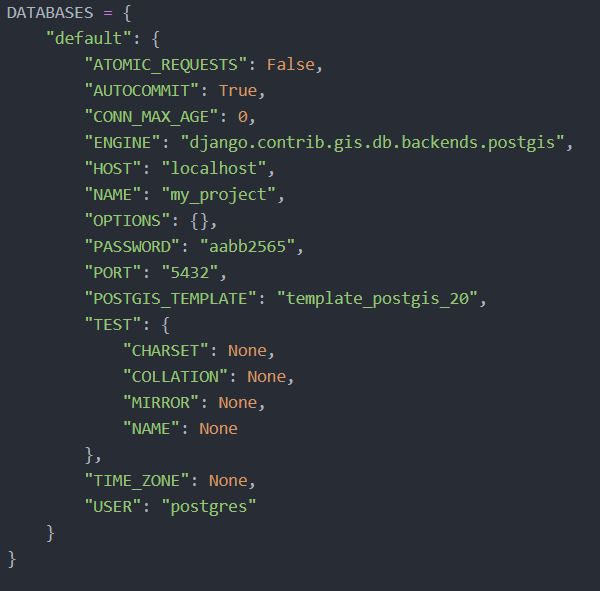 DATABASES = {
    "default": {
        "ATOMIC_REQUESTS": False,
        "AUTOCOMMIT": True,
        "CONN_MAX_AGE": 0,
        "ENGINE": "django.contrib.gis.db.backends.postgis",
        "HOST": "localhost",
        "NAME": "my_project",
        "OPTIONS": {},
        "PASSWORD": "aabb2565",
        "PORT": "5432",
        "POSTGIS_TEMPLATE": "template_postgis_20",
        "TEST": {
            "CHARSET": None,
            "COLLATION": None,
            "MIRROR": None,
            "NAME": None
        },
        "TIME_ZONE": None,
        "USER": "postgres"
    }
}